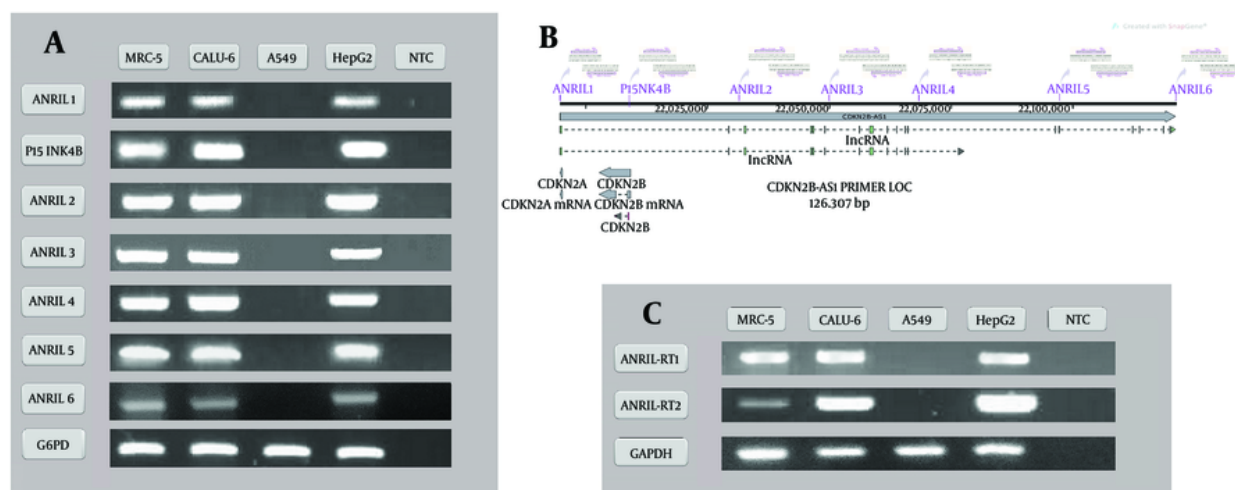 A
MRC-5 CALU-6 A549 HepG2 NTC
ANRIL 1
P15 INK4B
ANRIL 2
ANRIL 3
ANRIL 4
ANRIL 5
ANRIL 6
G6PD
B
Created with SnapGene®
ANRIL1 P15NK4B ANRIL2 ANRIL3 ANRIL4 ANRIL5 ANRIL6
22,025,000 22,050,000 22,075,000 22,100,000
CDKN2B-AS1
lncRNA
lncRNA
CDKN2A CDKN2B
CDKN2A mRNA CDKN2B mRNA
CDKN2B
CDKN2B-AS1 PRIMER LOC
126.307 bp
C
MRC-5 CALU-6 A549 HepG2 NTC
ANRIL-RT1
ANRIL-RT2
GAPDH